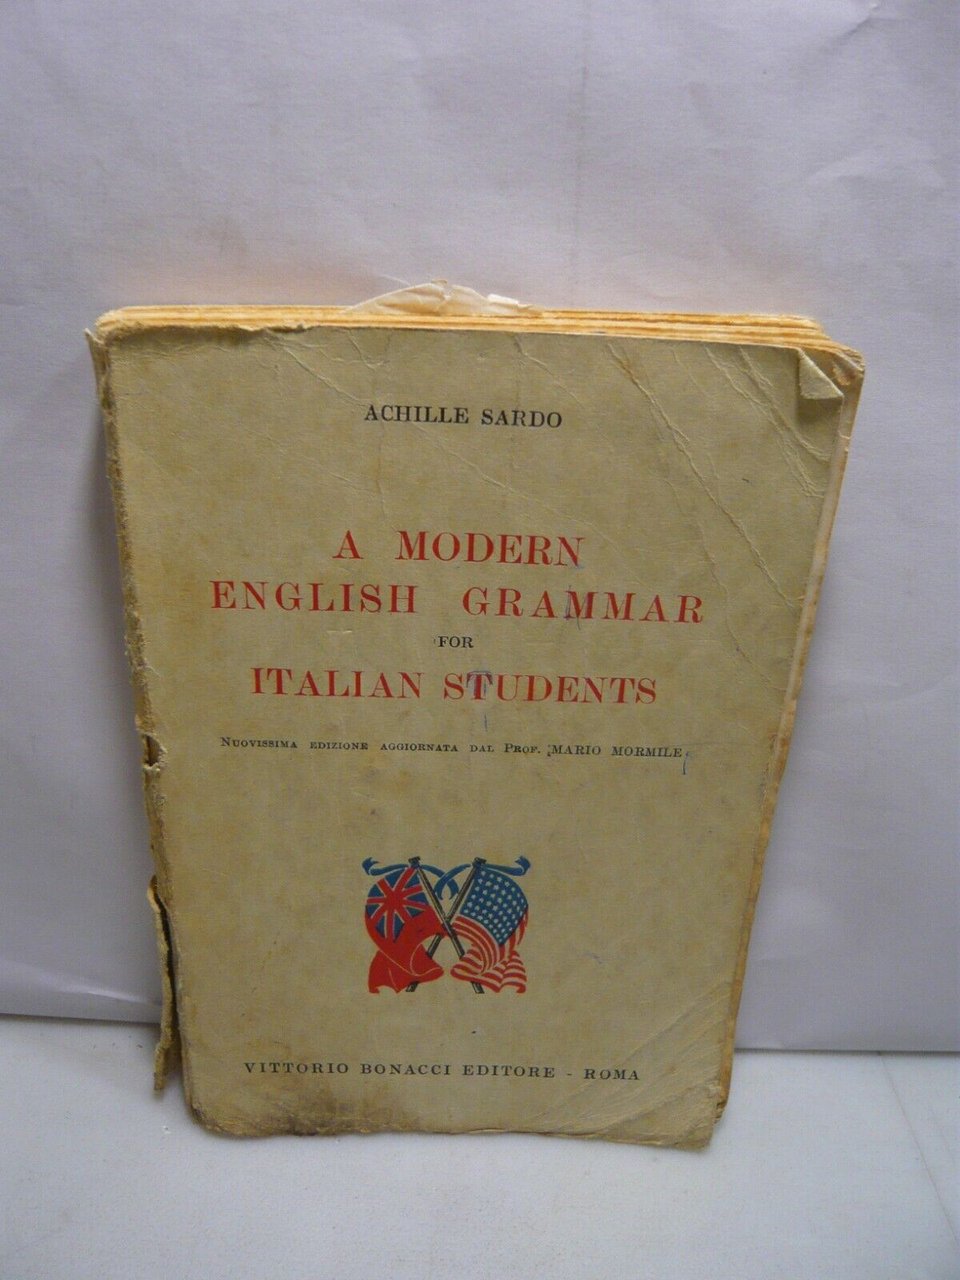 ACHILLE SARDO
A MODERN
ENGLISH GRAMMAR
FOR
ITALIAN STUDENTS
NUOVISSIMA EDIZIONE AGGIORNATA DAL PROF. MARIO MORMILE
VITTORIO BONACCI EDITORE - ROMA